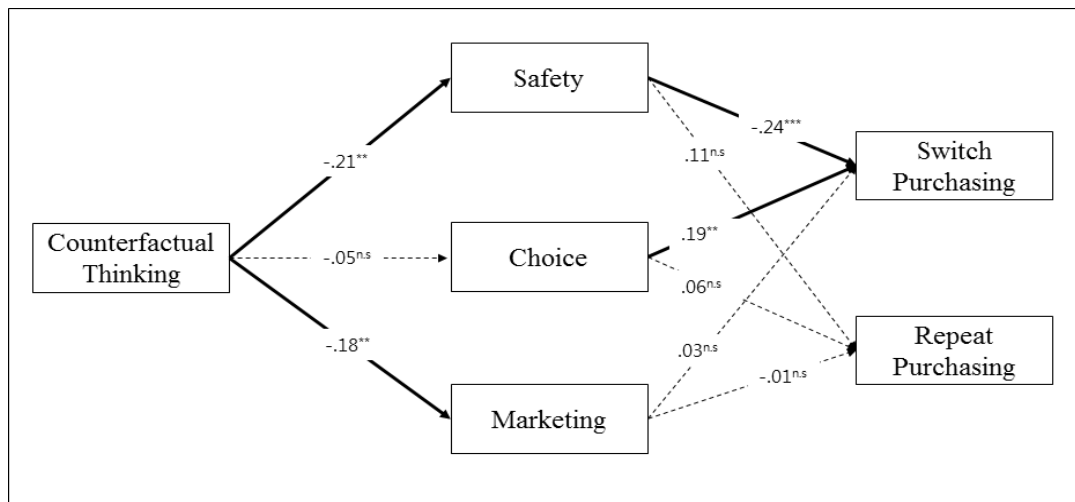 Safety
-.24***
-.21**
.11n.s
Switch
Purchasing
Counterfactual
Thinking
-.05n.s
Choice
.19**
.06n.s
-.18**
.03n.s
-.01n.s
Repeat
Purchasing
Marketing